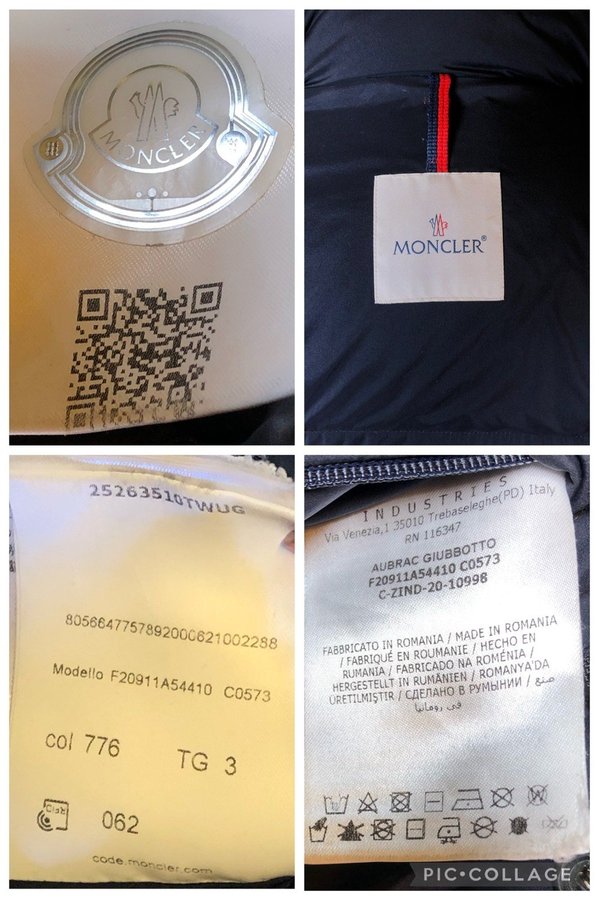 MONCLER
MONCLER®
25263510TWUG
8056647757892000621002288
Modello F20911A54410 C0573
col 776
TG 3
RFID
062
code.moncler.com
INDUSTRIES
Via Venezia,1 35010 Trebaseleghe(PD) Italy
RN 116347
AUBRAC GIUBBOTTO
F20911A54410 C0573
C-ZIND-20-10998
FABBRICATO IN ROMANIA / MADE IN ROMANIA
/ FABRIQUÉ EN ROUMANIE / HECHO EN
RUMANIA / FABRICADO NA ROMÉNIA /
HERGESTELLT IN RUMÄNIEN / ROMANYA'DA
ÜRETILMIŞTIR / СДЕЛАНО В РУМЫНИИ / صنع
في رومانيا
PIC•COLLAGE